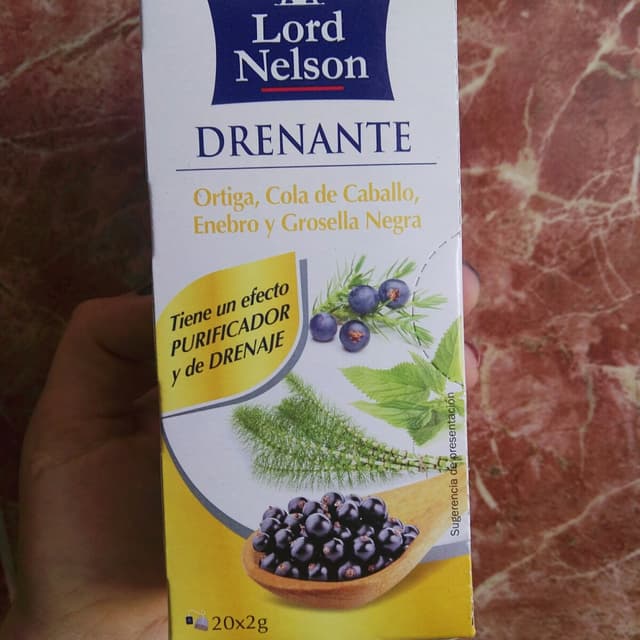 Lord
Nelson
DRENANTE
Ortiga, Cola de Caballo,
Enebro y Grosella Negra
Tiene un efecto
PURIFICADOR
y de DRENAJE
Sugerencia de presentación
20x2g